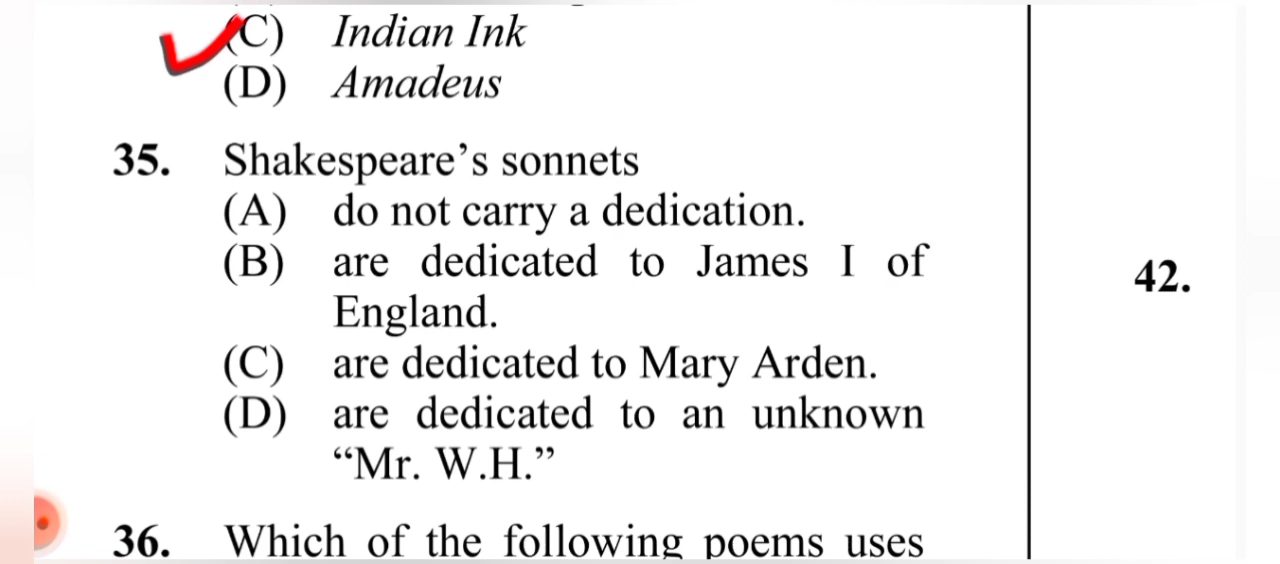 (C) Indian Ink
(D) Amadeus
35. Shakespeare’s sonnets
(A) do not carry a dedication.
(B) are dedicated to James I of
England.
(C) are dedicated to Mary Arden.
(D) are dedicated to an unknown
“Mr. W.H.”
36. Which of the following poems uses
42.